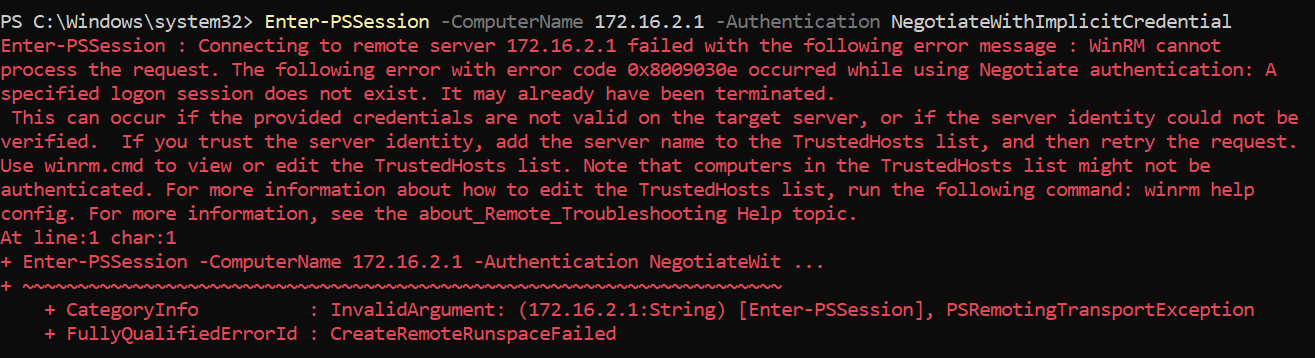 PS C:\Windows\system32> Enter-PSSession -ComputerName 172.16.2.1 -Authentication NegotiateWithImplicitCredential
Enter-PSSession : Connecting to remote server 172.16.2.1 failed with the following error message : WinRM cannot
process the request. The following error with error code 0x8009030e occurred while using Negotiate authentication: A
specified logon session does not exist. It may already have been terminated.
 This can occur if the provided credentials are not valid on the target server, or if the server identity could not be
verified.  If you trust the server identity, add the server name to the TrustedHosts list, and then retry the request.
Use winrm.cmd to view or edit the TrustedHosts list. Note that computers in the TrustedHosts list might not be
authenticated. For more information about how to edit the TrustedHosts list, run the following command: winrm help
config. For more information, see the about_Remote_Troubleshooting Help topic.
At line:1 char:1
+ Enter-PSSession -ComputerName 172.16.2.1 -Authentication NegotiateWit ...
+ ~~~~~~~~~~~~~~~~~~~~~~~~~~~~~~~~~~~~~~~~~~~~~~~~~~~~~~~~~~~~~~~~~~~~~
    + CategoryInfo          : InvalidArgument: (172.16.2.1:String) [Enter-PSSession], PSRemotingTransportException
    + FullyQualifiedErrorId : CreateRemoteRunspaceFailed